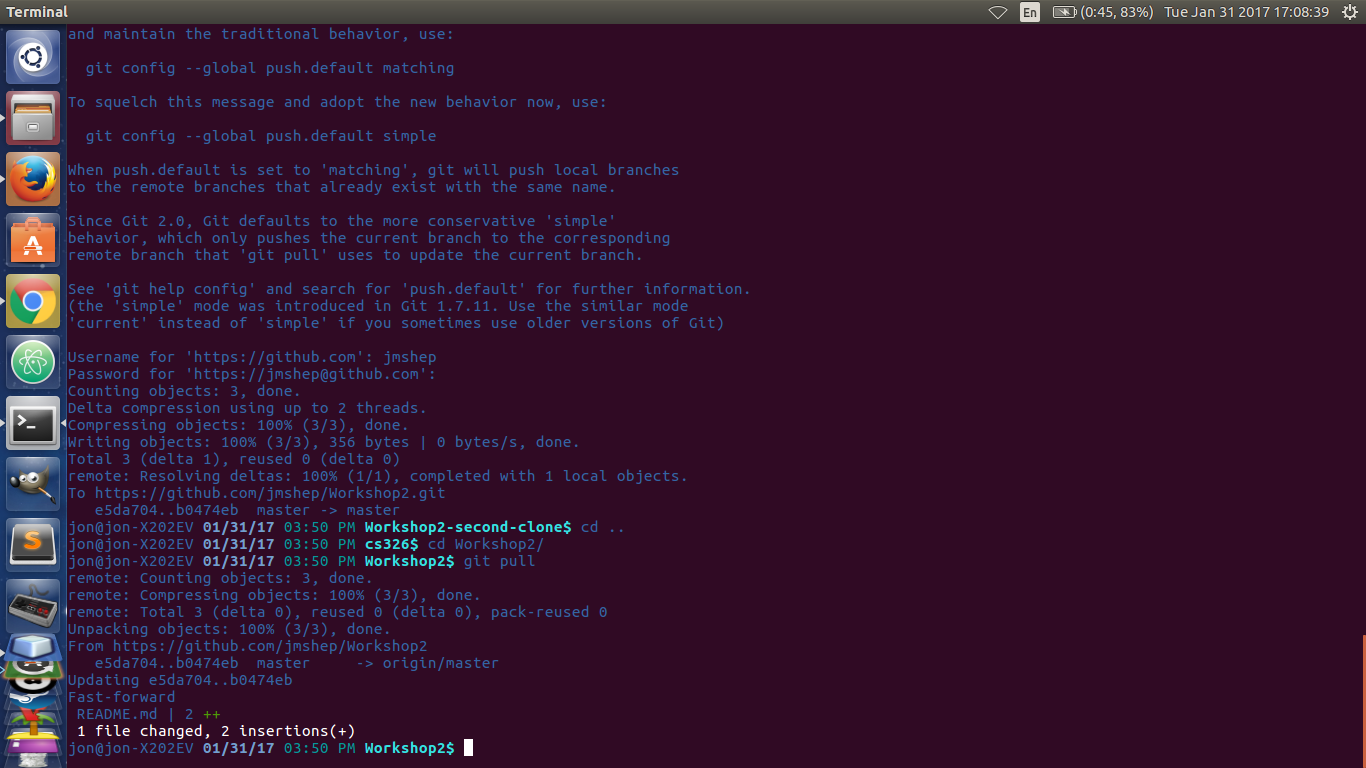 Terminal
En
(0:45, 83%)
Tue Jan 31 2017 17:08:39
and maintain the traditional behavior, use:
git config --global push.default matching
To squelch this message and adopt the new behavior now, use:
git config --global push.default simple
When push.default is set to 'matching', git will push local branches
to the remote branches that already exist with the same name.
Since Git 2.0, Git defaults to the more conservative 'simple'
behavior, which only pushes the current branch to the corresponding
remote branch that 'git pull' uses to update the current branch.
See 'git help config' and search for 'push.default' for further information.
(the 'simple' mode was introduced in Git 1.7.11. Use the similar mode
'current' instead of 'simple' if you sometimes use older versions of Git)
Username for 'https://github.com': jmshep
Password for 'https://jmshep@github.com':
Counting objects: 3, done.
Delta compression using up to 2 threads.
Compressing objects: 100% (3/3), done.
Writing objects: 100% (3/3), 356 bytes | 0 bytes/s, done.
Total 3 (delta 1), reused 0 (delta 0)
remote: Resolving deltas: 100% (1/1), completed with 1 local objects.
To https://github.com/jmshep/Workshop2.git
e5da704..b0474eb  master -> master
jon@jon-X202EV 01/31/17 03:50 PM Workshop2-second-clone$ cd ..
jon@jon-X202EV 01/31/17 03:50 PM cs326$ cd Workshop2/
jon@jon-X202EV 01/31/17 03:50 PM Workshop2$ git pull
remote: Counting objects: 3, done.
remote: Compressing objects: 100% (3/3), done.
remote: Total 3 (delta 0), reused 0 (delta 0), pack-reused 0
Unpacking objects: 100% (3/3), done.
From https://github.com/jmshep/Workshop2
e5da704..b0474eb  master     -> origin/master
Updating e5da704..b0474eb
Fast-forward
README.md | 2 ++
1 file changed, 2 insertions(+)
jon@jon-X202EV 01/31/17 03:50 PM Workshop2$